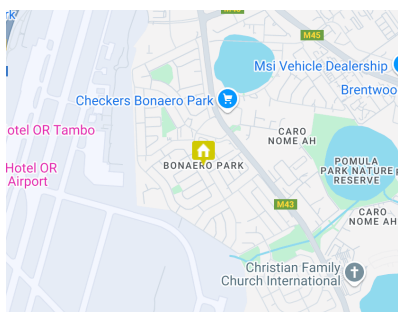 rk
M45
Msi Vehicle Dealership
Brentwoo
Checkers Bonaero Park
otel OR Tambo
CARO
NOME AH
Hotel OR
Airport
BONAERO PARK
POMULA
PARK NATURE
RESERVE
M43
CARO
NOME AH
Christian Family
Church International